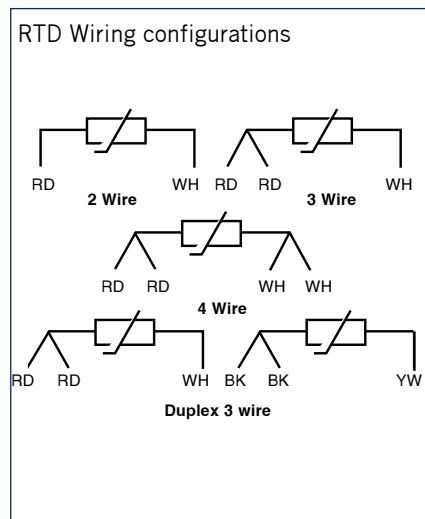 RTD Wiring configurations
RD WH RD RD WH
2 Wire 3 Wire
RD RD WH WH
4 Wire
RD RD WH BK BK YW
Duplex 3 wire